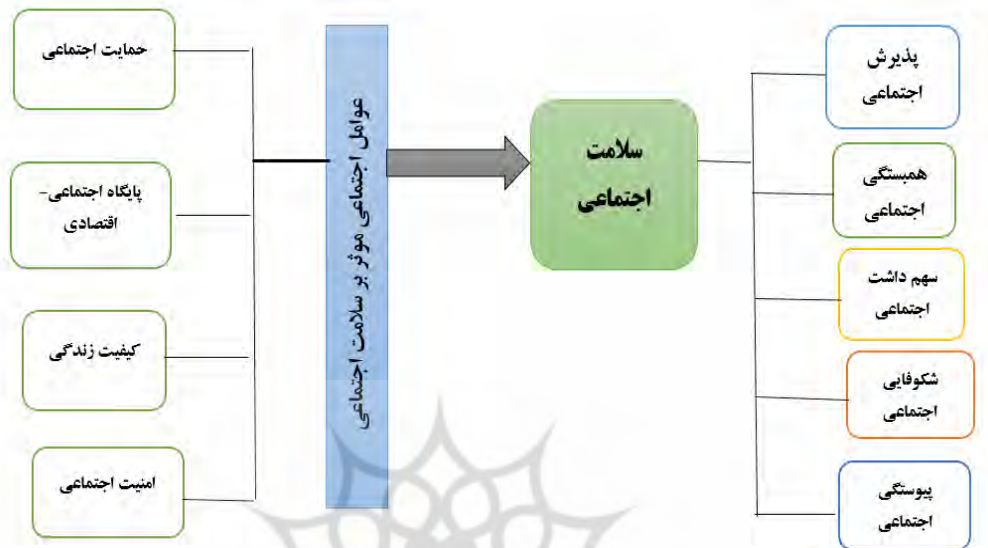 حمایت اجتماعی
پایگاه اجتماعی-
اقتصادی
کیفیت زندگی
امنیت اجتماعی
عوامل اجتماعی موثر بر سلامت اجتماعی
سلامت
اجتماعی
پذیرش
اجتماعی
همبستگی
اجتماعی
سهم داشت
اجتماعی
شکوفایی
اجتماعی
پیوستگی
اجتماعی